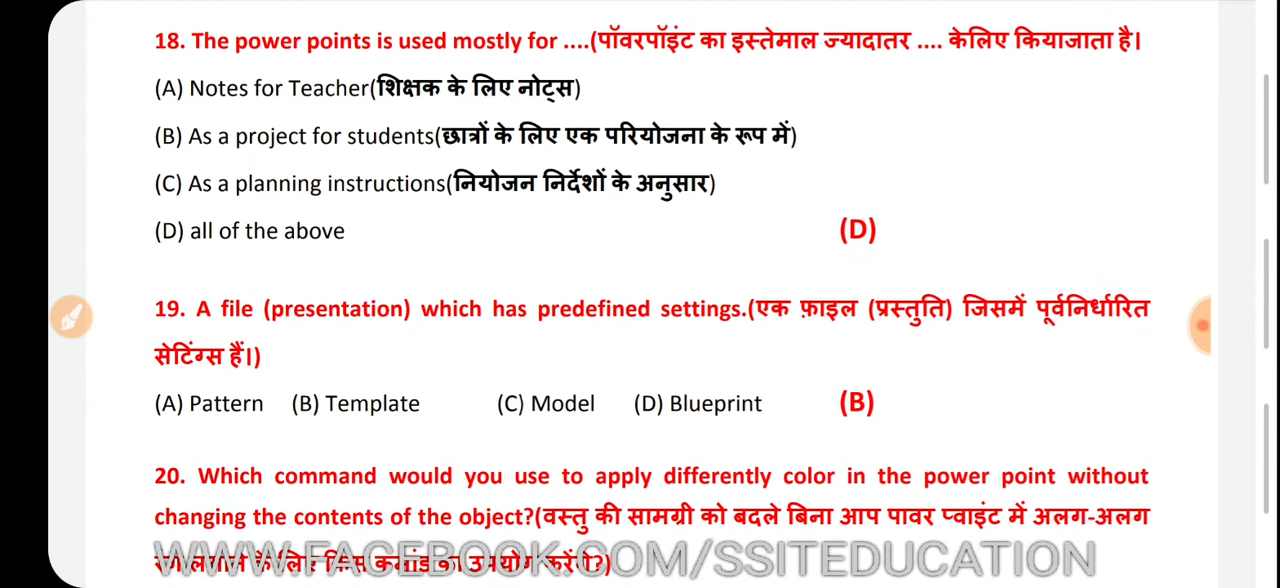 18. The power points is used mostly for ....(पॉवरपॉइंट का इस्तेमाल ज्यादातर .... केलिए कियाजाता है।
(A) Notes for Teacher(शिक्षक के लिए नोट्स)
(B) As a project for students(छात्रों के लिए एक परियोजना के रूप में)
(C) As a planning instructions(नियोजन निर्देशों के अनुसार)
(D) all of the above (D)
19. A file (presentation) which has predefined settings.(एक फ़ाइल (प्रस्तुति) जिसमें पूर्वनिर्धारित
सेटिंग्स हैं।)
(A) Pattern (B) Template (C) Model (D) Blueprint (B)
20. Which command would you use to apply differently color in the power point without
changing the contents of the object?(वस्तु की सामग्री को बदले बिना आप पावर प्वाइंट में अलग-अलग
रंग लगाने के लिए किस कमांड का उपयोग करेंगे?)
WWW.FACEBOOK.COM/SSITEDUCATION